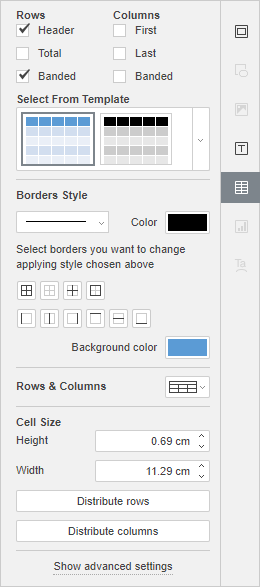 Rows Columns
Header First
Total Last
Banded Banded
Select From Template
Borders Style
Color
Select borders you want to change
applying style chosen above
Background color
Rows & Columns
Cell Size
Height 0.69 cm
Width 11.29 cm
Distribute rows
Distribute columns
Show advanced settings
T
Ta